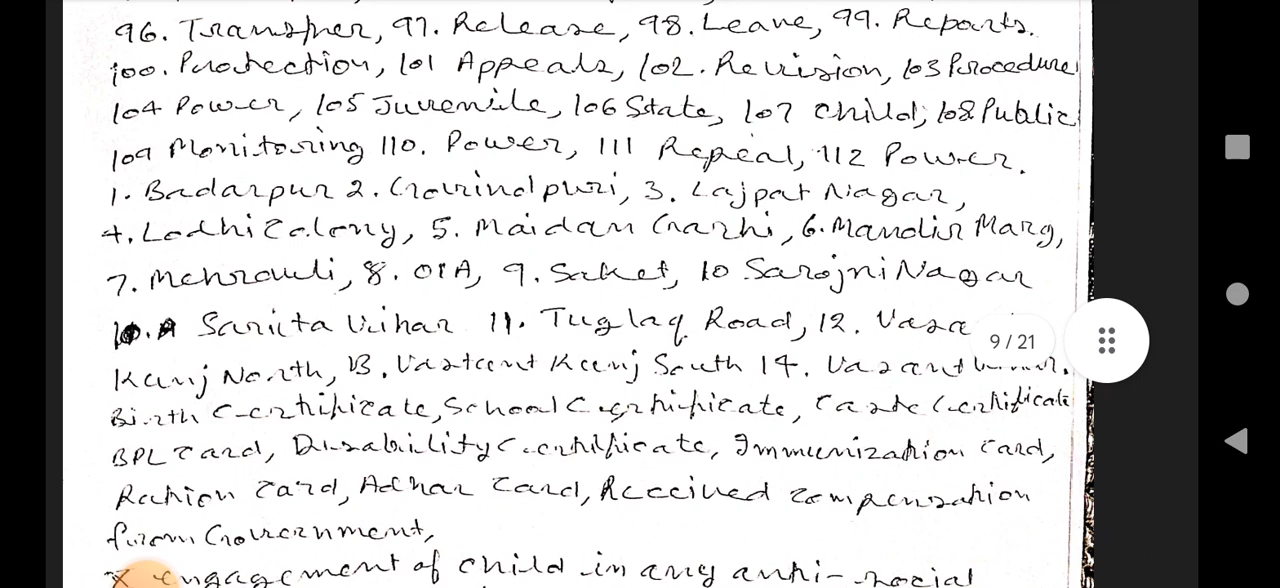 96. Transfer, 97. Release, 98. Leave, 99. Reports.
100. Protection, 101 Appeals, 102. Revision, 103 Procedure
104 Power, 105 Juvenile, 106 State, 107 Child, 108 Public
109 Monitoring 110. Power, 111 Repeal, 112 Power.
1. Badarpur 2. Govindpuri, 3. Lajpat Nagar,
4. Lodhi Colony, 5. Maidan Garhi, 6. Mandir Marg,
7. Mehrauli, 8. OIA, 9. Saket, 10 Sarojni Nagar
10.A Sarita Vihar 11. Tuglaq Road, 12.
Kunj North, 13. Vastant Kunj South 14. Vasant
Birth Certificate, School Certificate, Caste Certificate
BPL Card, Disability Certificate, Immunization Card,
Rachion Card, Adhar Card, Received Compensation
from Government,
engagement of child in any anti-social
9/21